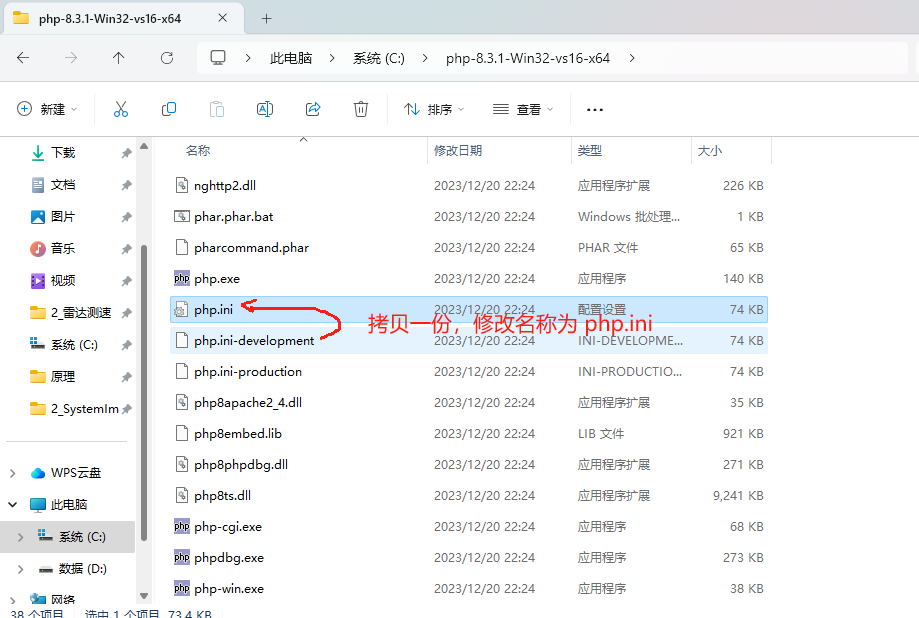 php-8.3.1-Win32-vs16-x64
此电脑 系统 (C:) php-8.3.1-Win32-vs16-x64
新建 排序 查看
名称 修改日期 类型 大小
下载
文档
图片
音乐
视频
2_雷达测速
系统 (C:)
原理
2_SystemIm
WPS云盘
此电脑
系统 (C:)
数据 (D:)
网络
nghttp2.dll 2023/12/20 22:24 应用程序扩展 226 KB
phar.phar.bat 2023/12/20 22:24 Windows 批处理... 1 KB
pharcommand.phar 2023/12/20 22:24 PHAR 文件 65 KB
php.exe 2023/12/20 22:24 应用程序 140 KB
php.ini 2023/12/20 22:24 配置设置 74 KB
拷贝一份，修改名称为 php.ini
php.ini-development 2023/12/20 22:24 INI-DEVELOPME... 74 KB
php.ini-production 2023/12/20 22:24 INI-PRODUCTIO... 74 KB
php8apache2_4.dll 2023/12/20 22:24 应用程序扩展 35 KB
php8embed.lib 2023/12/20 22:24 LIB 文件 921 KB
php8phpdbg.dll 2023/12/20 22:24 应用程序扩展 271 KB
php8ts.dll 2023/12/20 22:24 应用程序扩展 9,241 KB
php-cgi.exe 2023/12/20 22:24 应用程序 68 KB
phpdbg.exe 2023/12/20 22:24 应用程序 273 KB
php-win.exe 2023/12/20 22:24 应用程序 38 KB
38 个项目 选中 1 个项目 73.4 KB